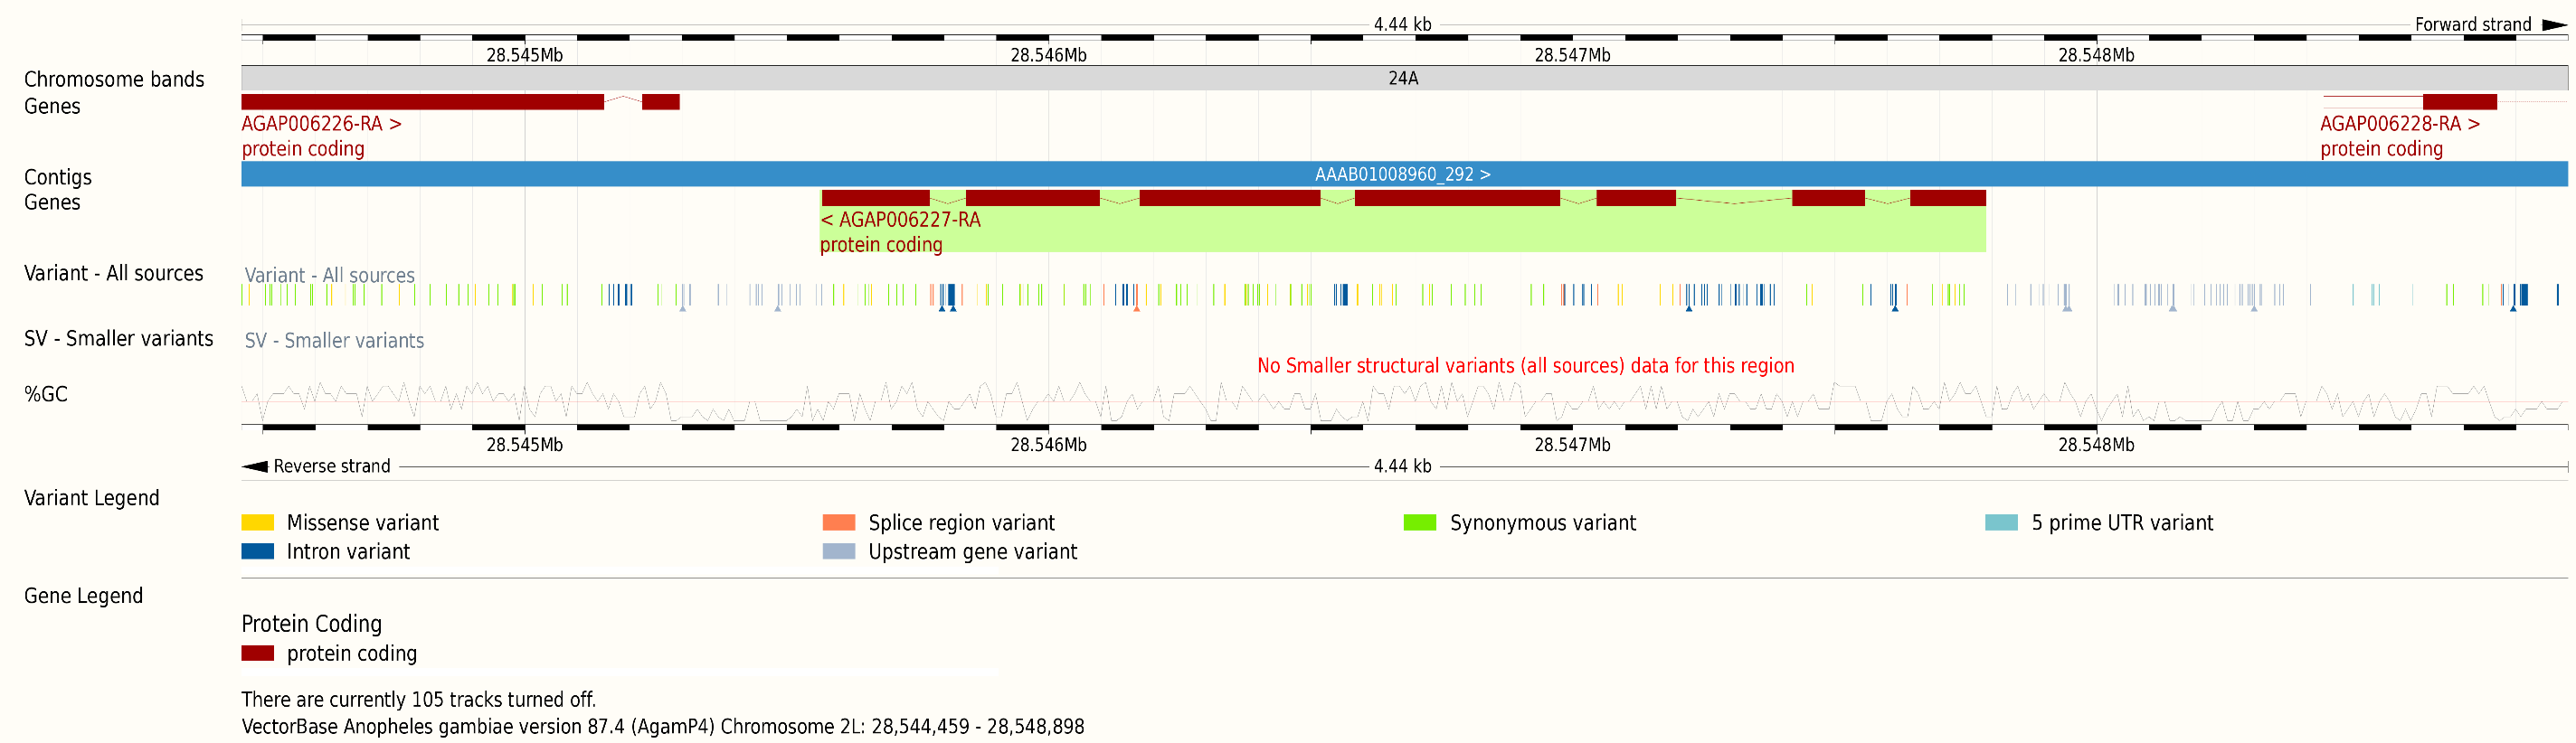 4.44 kb Forward strand
28.545Mb 28.546Mb 28.547Mb 28.548Mb
Chromosome bands 24A
Genes
AGAP006226-RA > AGAP006228-RA >
protein coding protein coding
Contigs AAAB01008960_292 >
Genes
< AGAP006227-RA
protein coding
Variant - All sources Variant - All sources
SV - Smaller variants SV - Smaller variants
No Smaller structural variants (all sources) data for this region
%GC
28.545Mb 28.546Mb 28.547Mb 28.548Mb
Reverse strand 4.44 kb
Variant Legend
Missense variant Splice region variant Synonymous variant 5 prime UTR variant
Intron variant Upstream gene variant
Gene Legend
Protein Coding
protein coding
There are currently 105 tracks turned off.
VectorBase Anopheles gambiae version 87.4 (AgamP4) Chromosome 2L: 28,544,459 - 28,548,898